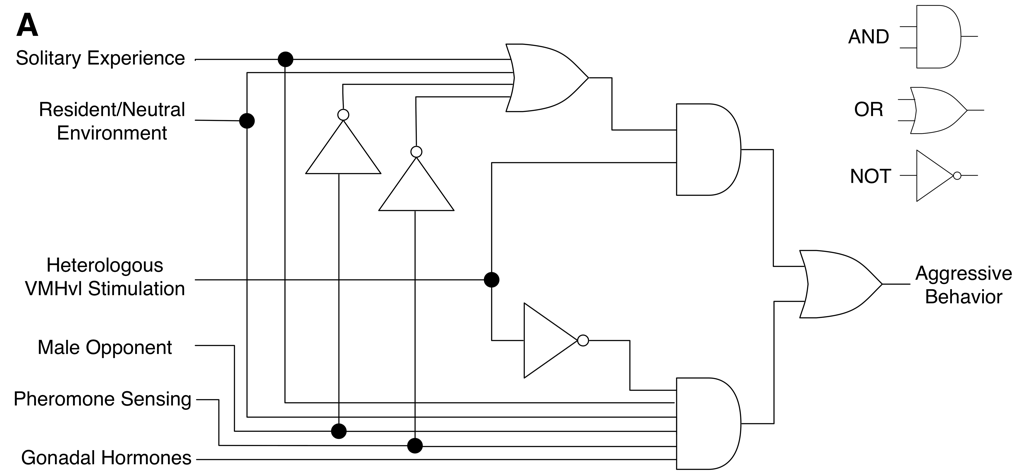 A
Solitary Experience
Resident/Neutral
Environment
Heterologous
VMHvl Stimulation
Male Opponent
Pheromone Sensing
Gonadal Hormones
AND
OR
NOT
Aggressive
Behavior